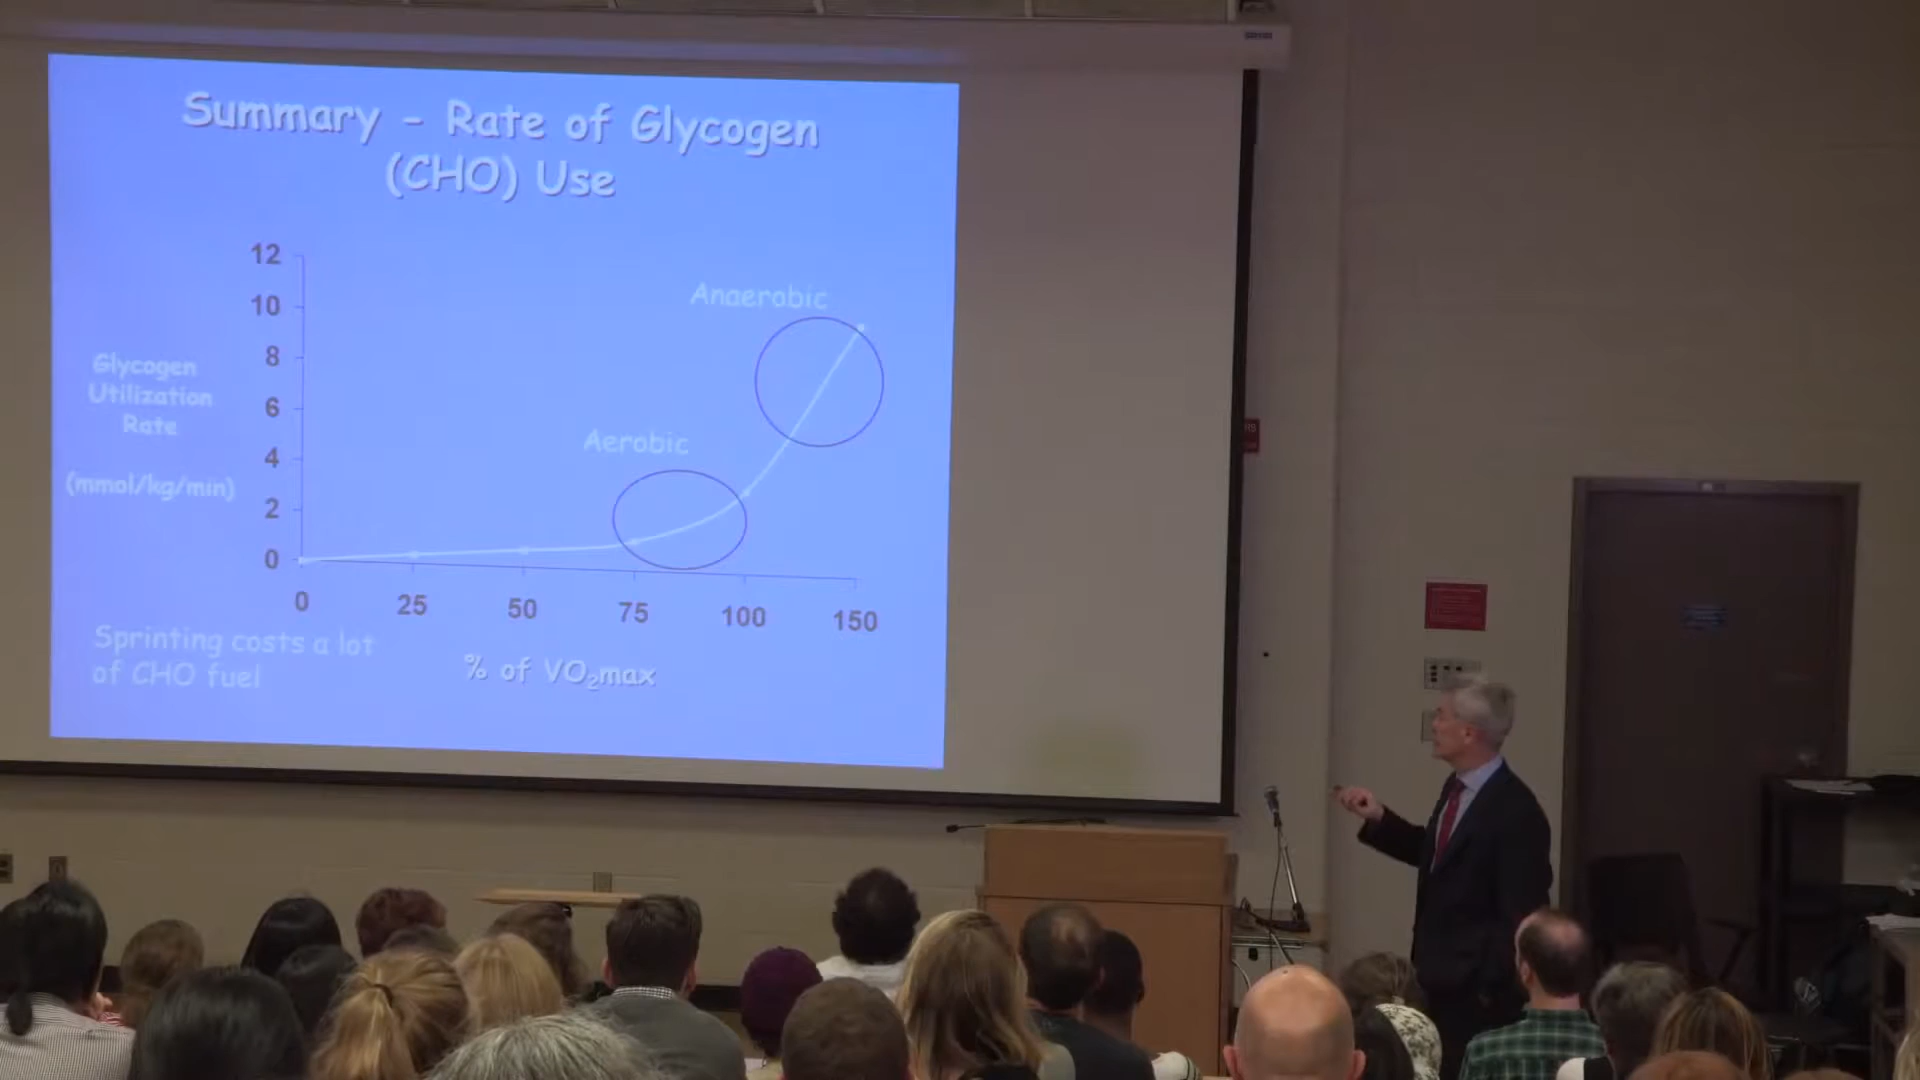 Summary - Rate of Glycogen
(CHO) Use
12
10
8
6
4
2
0
Glycogen
Utilization
Rate
(mmol/kg/min)
Anaerobic
Aerobic
0 25 50 75 100 150
% of VO₂max
Sprinting costs a lot
of CHO fuel